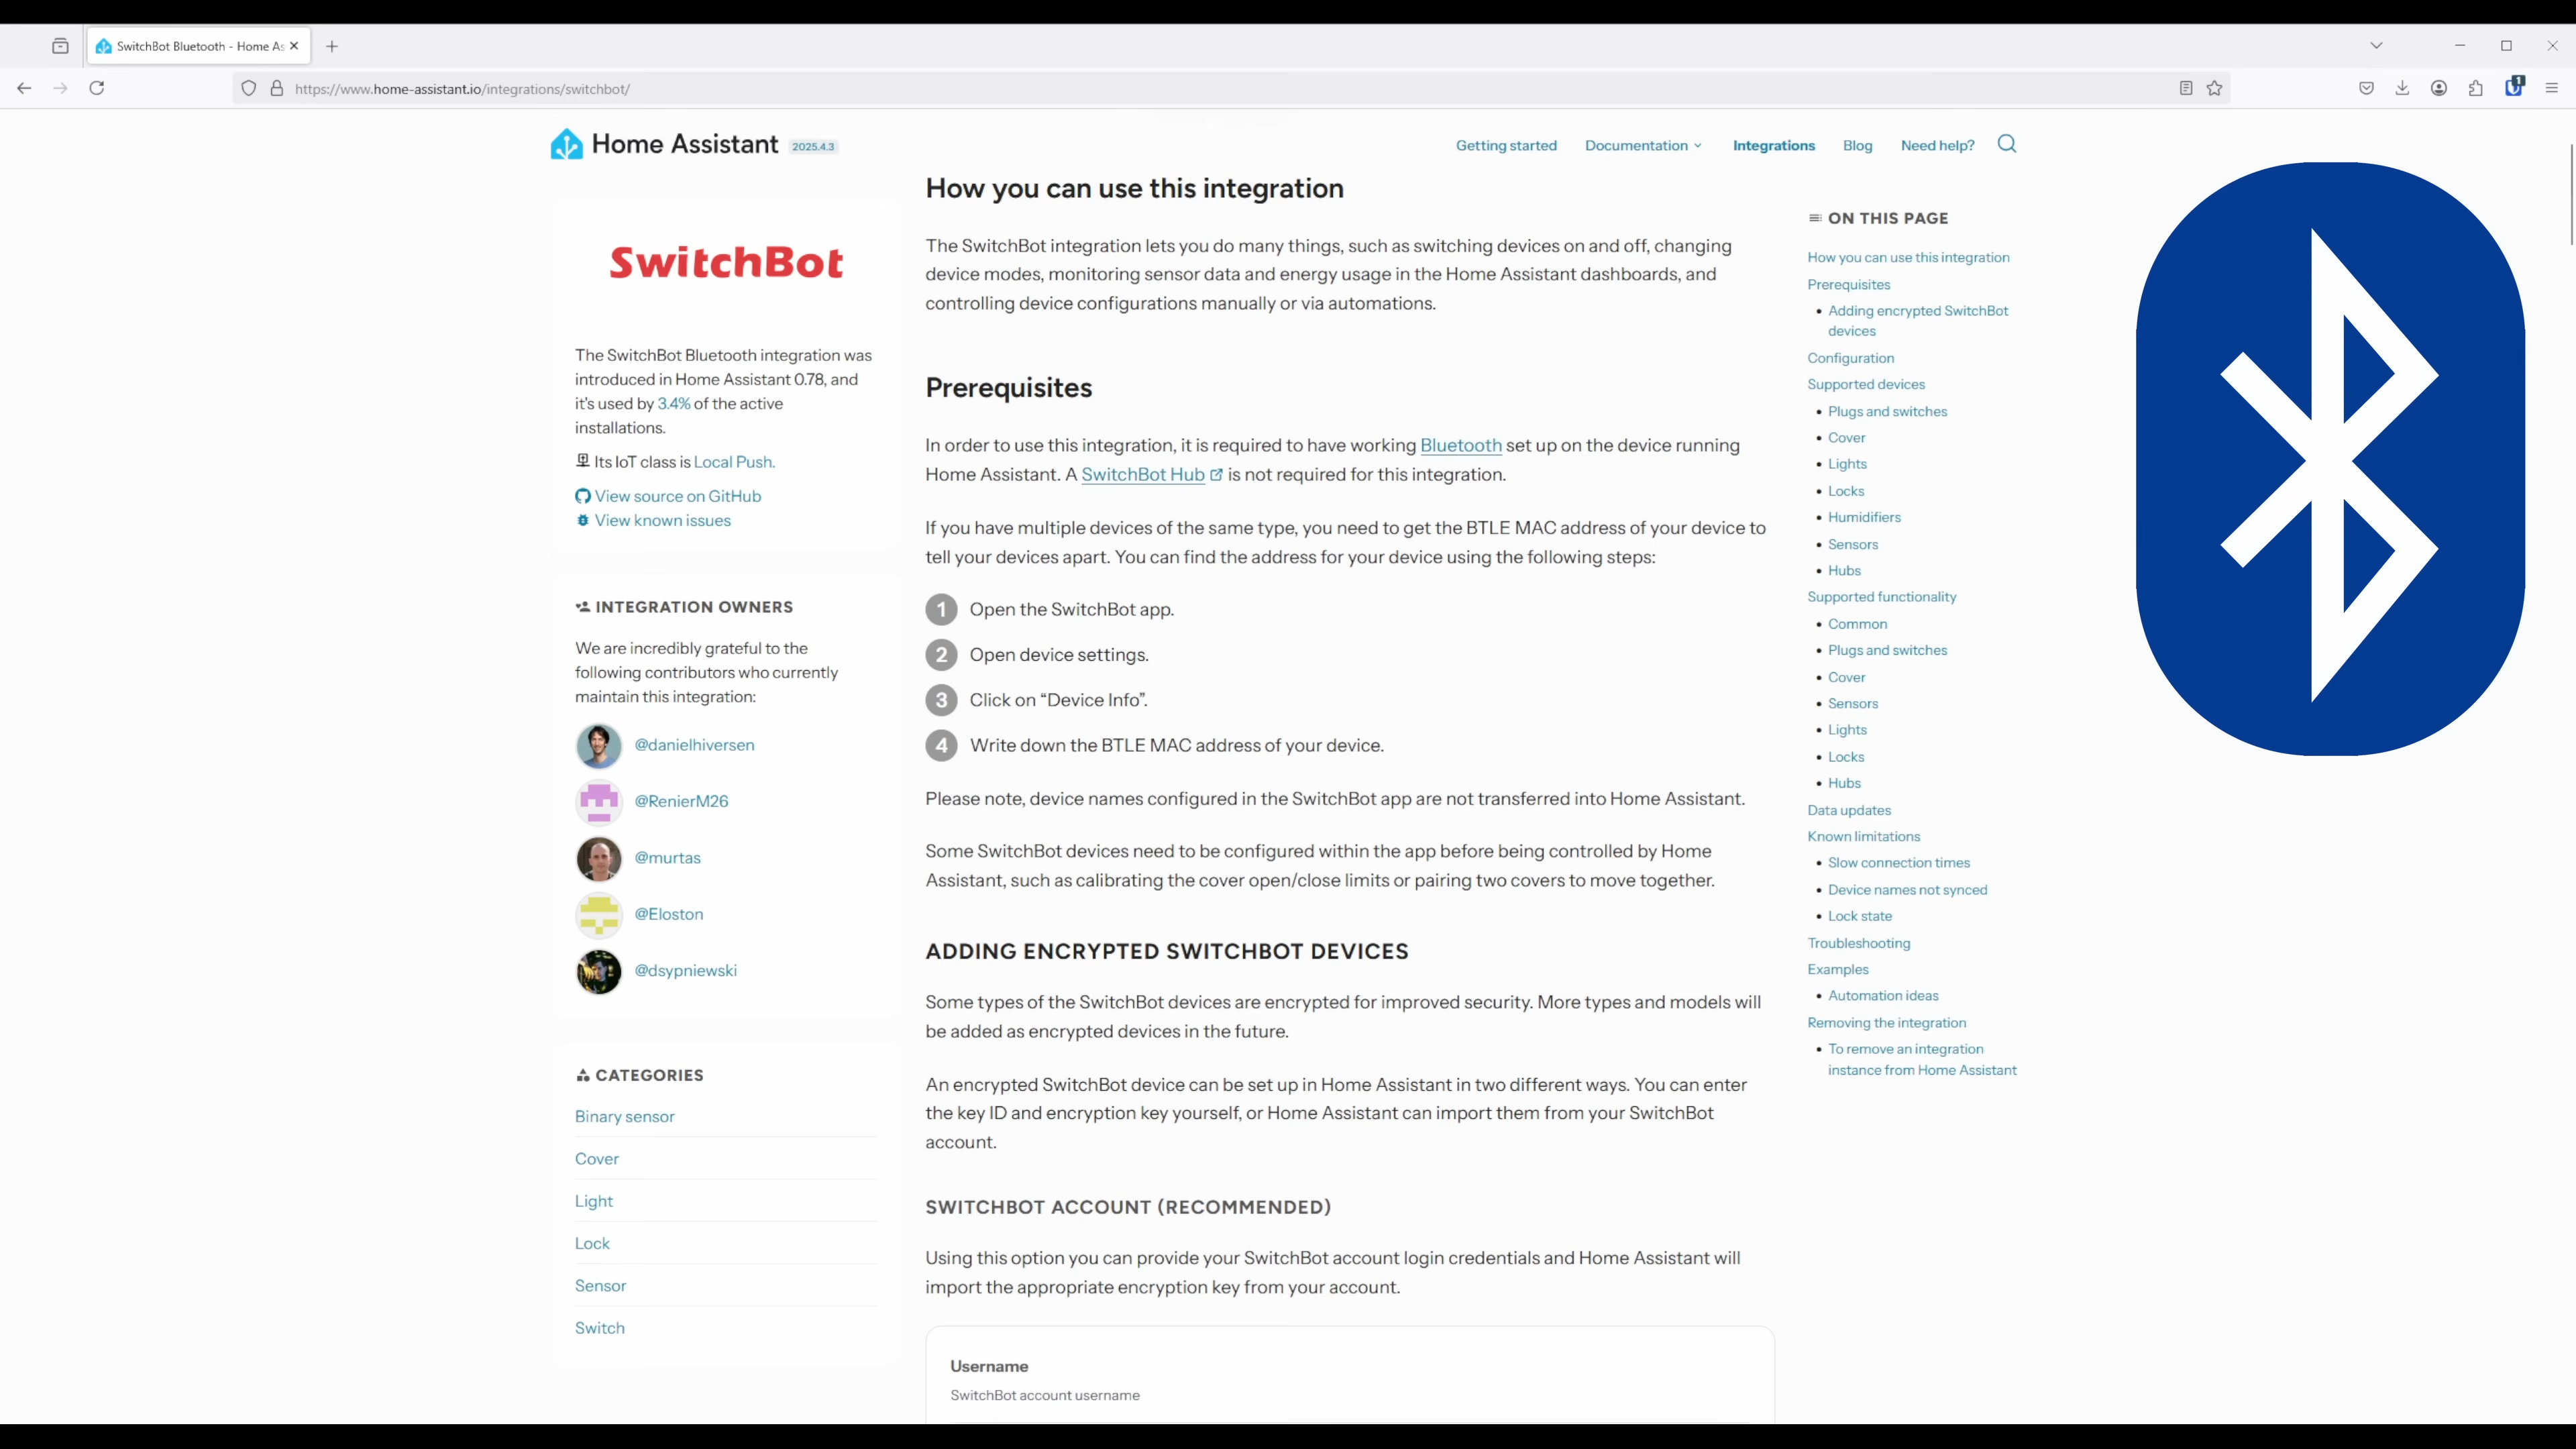 SwitchBot Bluetooth - Home As
https://www.home-assistant.io/integrations/switchbot/
1
Home Assistant 2025.4.3
Getting started
Documentation
Integrations
Blog
Need help?
SwitchBot
The SwitchBot Bluetooth integration was
introduced in Home Assistant 0.78, and
it's used by 3.4% of the active
installations.
Its IoT class is Local Push.
View source on GitHub
View known issues
INTEGRATION OWNERS
We are incredibly grateful to the
following contributors who currently
maintain this integration:
@danielhiversen
@RenierM26
@murtas
@Eloston
@dsypniewski
CATEGORIES
Binary sensor
Cover
Light
Lock
Sensor
Switch
How you can use this integration
The SwitchBot integration lets you do many things, such as switching devices on and off, changing
device modes, monitoring sensor data and energy usage in the Home Assistant dashboards, and
controlling device configurations manually or via automations.
Prerequisites
In order to use this integration, it is required to have working Bluetooth set up on the device running
Home Assistant. A SwitchBot Hub is not required for this integration.
If you have multiple devices of the same type, you need to get the BTLE MAC address of your device to
tell your devices apart. You can find the address for your device using the following steps:
1 Open the SwitchBot app.
2 Open device settings.
3 Click on “Device Info”.
4 Write down the BTLE MAC address of your device.
Please note, device names configured in the SwitchBot app are not transferred into Home Assistant.
Some SwitchBot devices need to be configured within the app before being controlled by Home
Assistant, such as calibrating the cover open/close limits or pairing two covers to move together.
ADDING ENCRYPTED SWITCHBOT DEVICES
Some types of the SwitchBot devices are encrypted for improved security. More types and models will
be added as encrypted devices in the future.
An encrypted SwitchBot device can be set up in Home Assistant in two different ways. You can enter
the key ID and encryption key yourself, or Home Assistant can import them from your SwitchBot
account.
SWITCHBOT ACCOUNT (RECOMMENDED)
Using this option you can provide your SwitchBot account login credentials and Home Assistant will
import the appropriate encryption key from your account.
Username
SwitchBot account username
ON THIS PAGE
How you can use this integration
Prerequisites
• Adding encrypted SwitchBot
devices
Configuration
Supported devices
• Plugs and switches
• Cover
• Lights
• Locks
• Humidifiers
• Sensors
• Hubs
Supported functionality
• Common
• Plugs and switches
• Cover
• Sensors
• Lights
• Locks
• Hubs
Data updates
Known limitations
• Slow connection times
• Device names not synced
• Lock state
Troubleshooting
Examples
• Automation ideas
Removing the integration
• To remove an integration
instance from Home Assistant